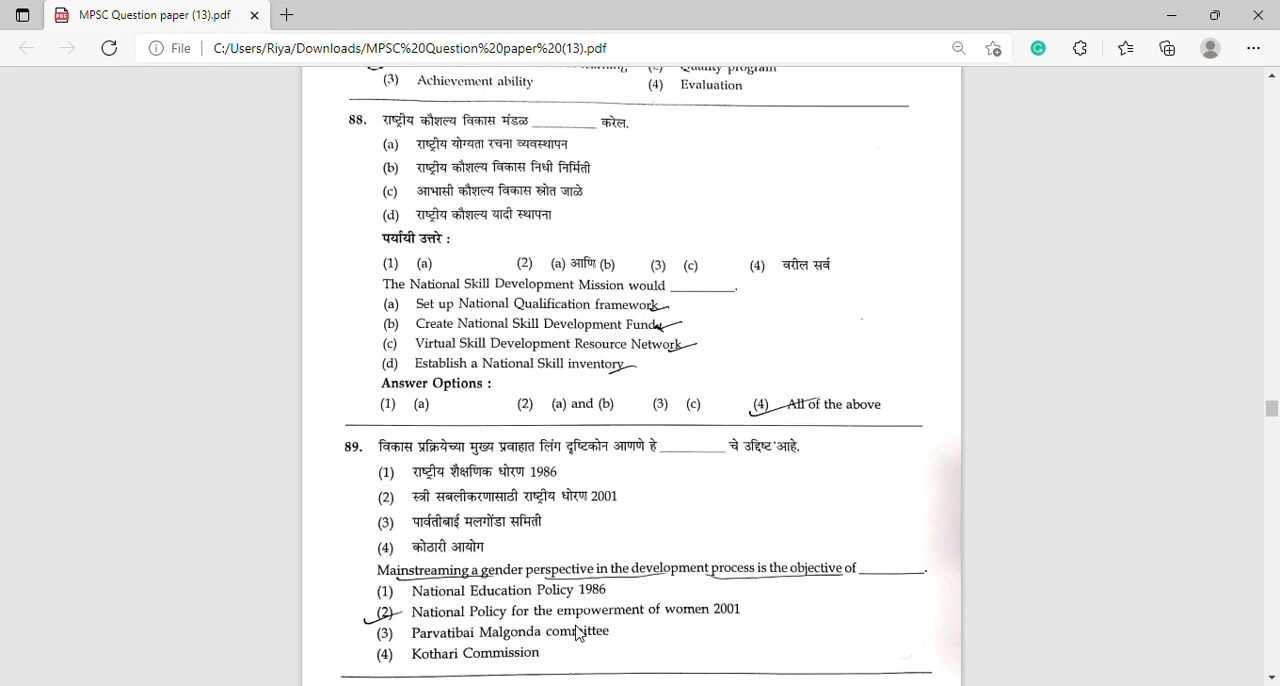 MPSC Question paper (13).pdf
File C:/Users/Riya/Downloads/MPSC%20Question%20paper%20(13).pdf
Quality program
(3) Achievement ability (4) Evaluation
88. राष्ट्रीय कौशल्य विकास मंडळ ________ करेल.
(a) राष्ट्रीय योग्यता रचना व्यवस्थापन
(b) राष्ट्रीय कौशल्य विकास निधी निर्मिती
(c) आभासी कौशल्य विकास स्रोत जाळे
(d) राष्ट्रीय कौशल्य यादी स्थापना
पर्यायी उत्तरे :
(1) (a) (2) (a) आणि (b) (3) (c) (4) वरील सर्व
The National Skill Development Mission would ________.
(a) Set up National Qualification framework
(b) Create National Skill Development Fund
(c) Virtual Skill Development Resource Network
(d) Establish a National Skill inventory
Answer Options :
(1) (a) (2) (a) and (b) (3) (c) (4) All of the above
89. विकास प्रक्रियेच्या मुख्य प्रवाहात लिंग दृष्टिकोन आणणे हे ________ चे उद्दिष्ट आहे.
(1) राष्ट्रीय शैक्षणिक धोरण 1986
(2) स्त्री सबलीकरणासाठी राष्ट्रीय धोरण 2001
(3) पार्वतीबाई मलगोंडा समिती
(4) कोठारी आयोग
Mainstreaming a gender perspective in the development process is the objective of ________.
(1) National Education Policy 1986
(2) National Policy for the empowerment of women 2001
(3) Parvatibai Malgonda committee
(4) Kothari Commission